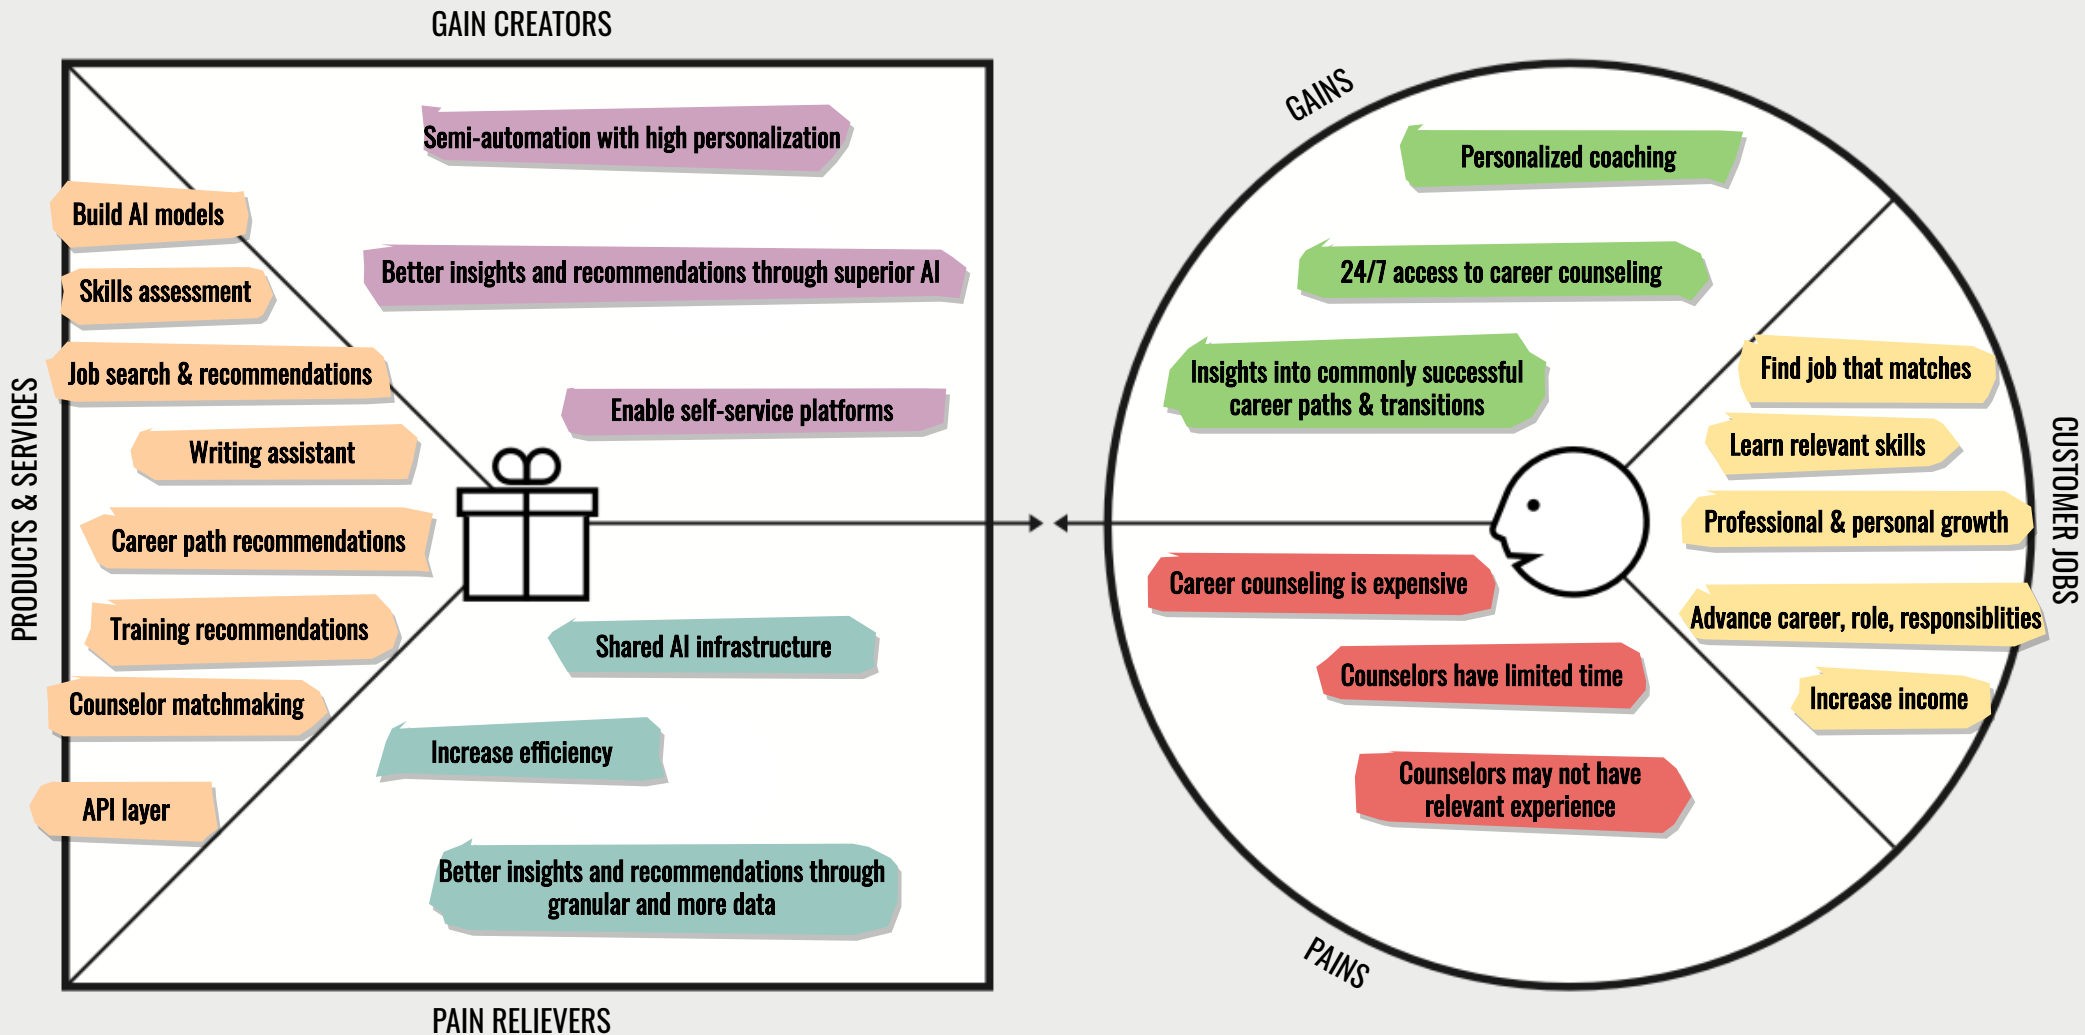 GAIN CREATORS
Semi-automation with high personalization
Better insights and recommendations through superior AI
Enable self-service platforms
PRODUCTS & SERVICES
Build AI models
Skills assessment
Job search & recommendations
Writing assistant
Career path recommendations
Training recommendations
Counselor matchmaking
API layer
Shared AI infrastructure
Increase efficiency
Better insights and recommendations through
granular and more data
PAIN RELIEVERS
GAINS
Personalized coaching
24/7 access to career counseling
Insights into commonly successful
career paths & transitions
CUSTOMER JOBS
Find job that matches
Learn relevant skills
Professional & personal growth
Advance career, role, responsiblities
Increase income
Career counseling is expensive
Counselors have limited time
Counselors may not have
relevant experience
PAINS